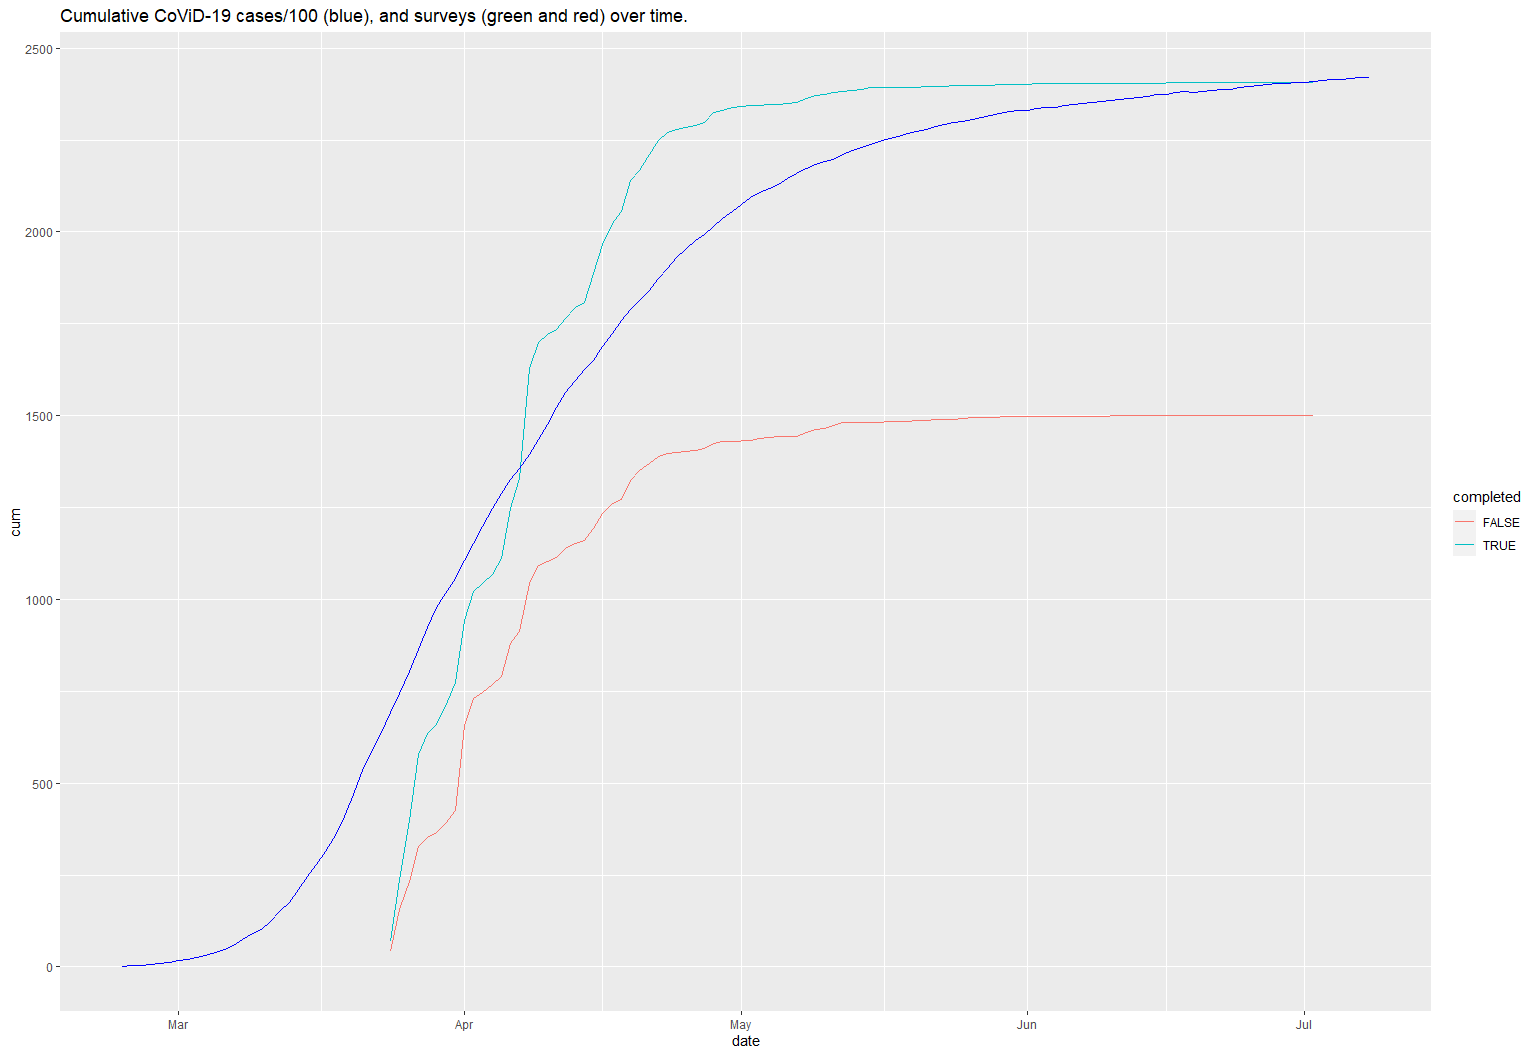 Cumulative CoViD-19 cases/100 (blue), and surveys (green and red) over time.
2500
2000
1500
1000
500
0
cum
Mar Apr May Jun Jul
date
completed
FALSE
TRUE